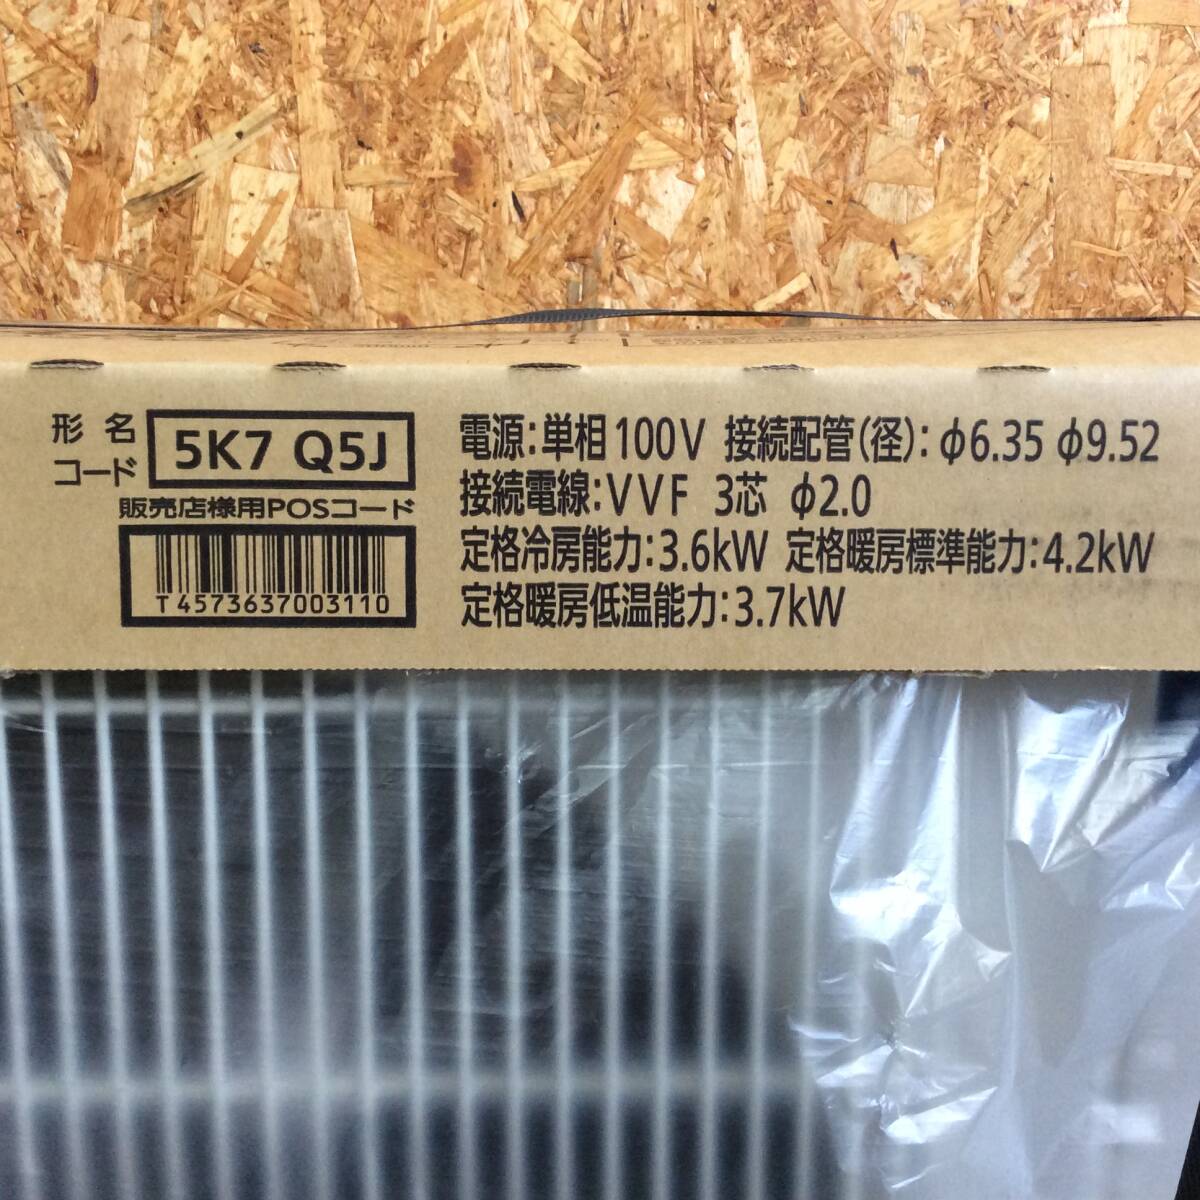 形名
コード
5K7 Q5J
販売店様用POSコード
T4573637003110
電源:単相100V 接続配管(径):φ6.35 φ9.52
接続電線:VVF 3芯 φ2.0
定格冷房能力:3.6kW 定格暖房標準能力:4.2kW
定格暖房低温能力:3.7kW